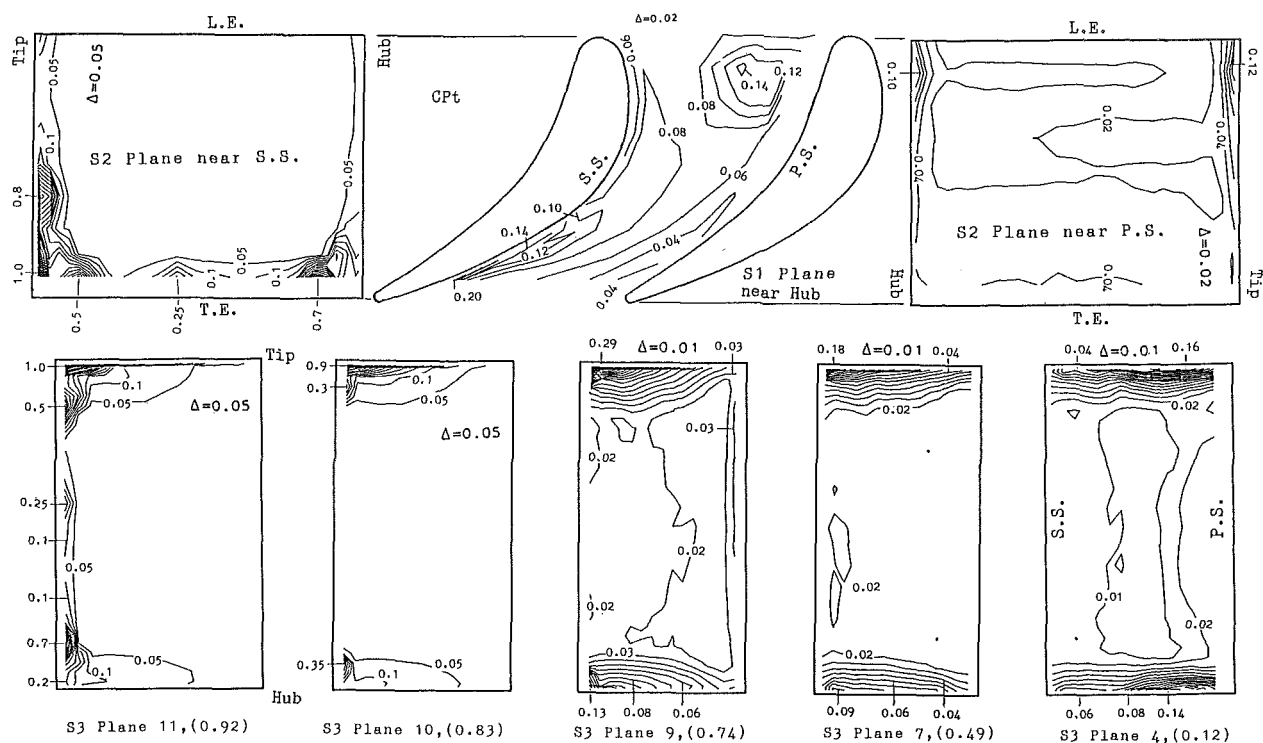 L.E.
Tip
0.05
Δ=0.05
0.1
S2 Plane near S.S.
0.05
0.8
1.0
0.1
0.05
0.1
T.E.
0.5
0.25
0.7
Δ=0.02
Hub
CPt
0.06
0.08
0.12
0.14
0.08
S.S.
P.S.
0.06
0.10
0.14
0.12
0.04
0.04
0.20
S1 Plane
near Hub
L.E.
0.10
0.12
0.02
0.04
0.04
S2 Plane near P.S.
Δ=0.02
0.04
Hub
Tip
T.E.
Tip
1.0
0.1
0.05
0.5
Δ=0.05
0.25
0.1
0.05
0.1
0.7
0.05
0.1
0.2
Hub
S3 Plane 11,(0.92)
0.9
0.1
0.3
0.05
Δ=0.05
0.35
0.05
0.1
S3 Plane 10,(0.83)
0.29
Δ=0.01
0.03
0.03
0.02
0.02
0.02
0.03
0.13
0.08
0.06
S3 Plane 9,(0.74)
0.18
Δ=0.01
0.04
0.02
0.02
0.02
0.09
0.06
0.04
S3 Plane 7,(0.49)
0.04
Δ=0.01
0.16
0.02
S.S.
P.S.
0.01
0.02
0.06
0.08
0.14
S3 Plane 4,(0.12)